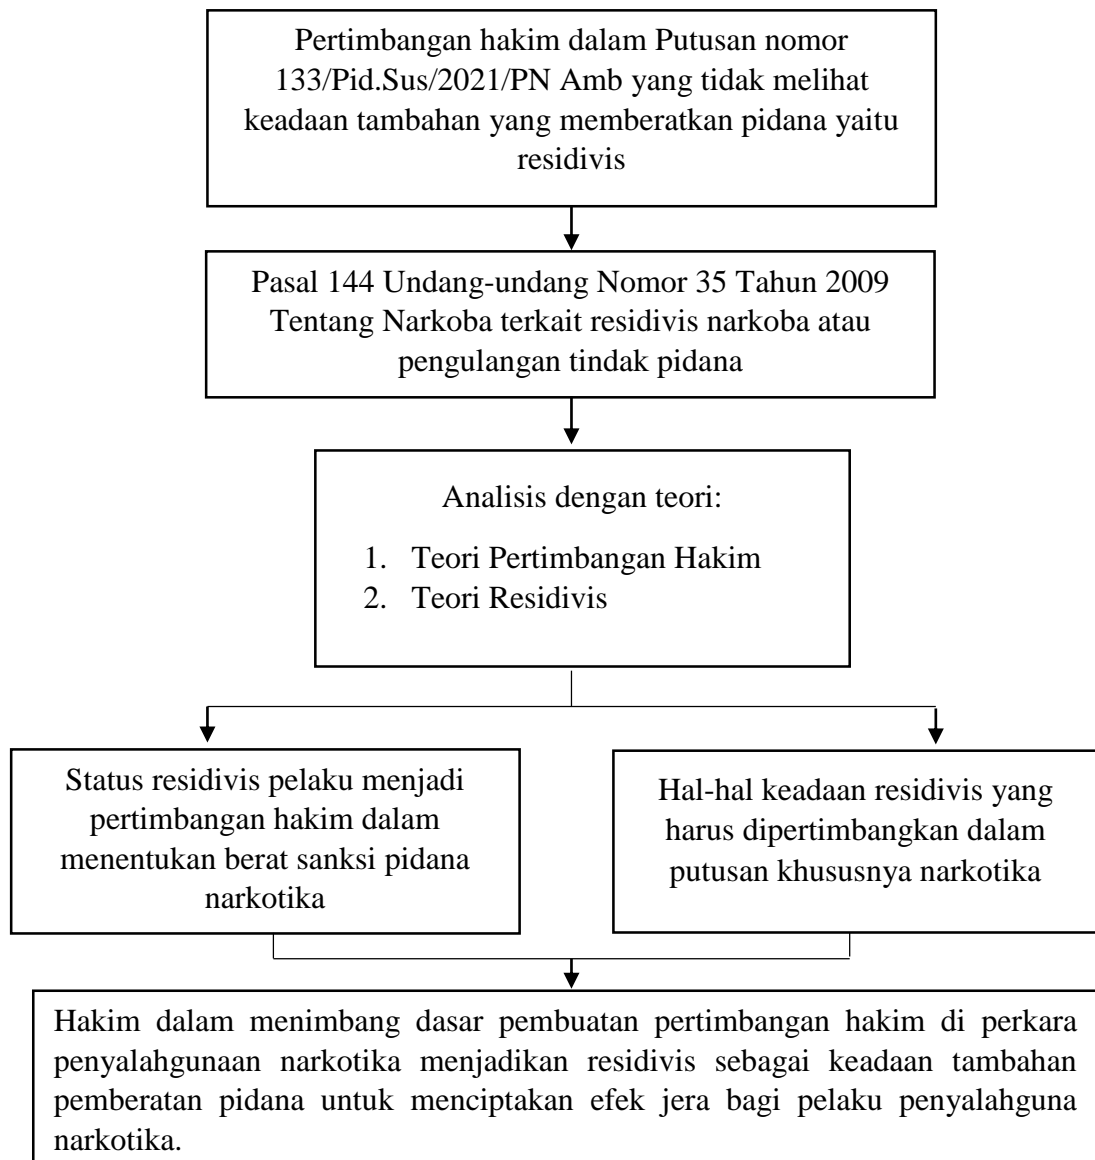 Pertimbangan hakim dalam Putusan nomor
133/Pid.Sus/2021/PN Amb yang tidak melihat
keadaan tambahan yang memberatkan pidana yaitu
residivis
Pasal 144 Undang-undang Nomor 35 Tahun 2009
Tentang Narkoba terkait residivis narkoba atau
pengulangan tindak pidana
Analisis dengan teori:
1. Teori Pertimbangan Hakim
2. Teori Residivis
Status residivis pelaku menjadi
pertimbangan hakim dalam
menentukan berat sanksi pidana
narkotika
Hal-hal keadaan residivis yang
harus dipertimbangkan dalam
putusan khususnya narkotika
Hakim dalam menimbang dasar pembuatan pertimbangan hakim di perkara
penyalahgunaan narkotika menjadikan residivis sebagai keadaan tambahan
pemberatan pidana untuk menciptakan efek jera bagi pelaku penyalahguna
narkotika.